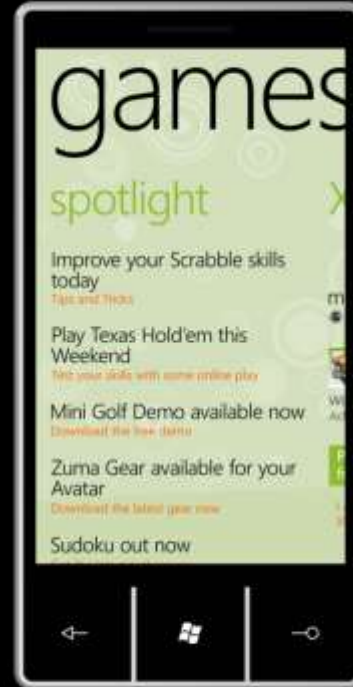 games
spotlight
X
Improve your Scrabble skills
today
Tips and Tricks
m
Play Texas Hold'em this
Weekend
Test your skills with some online play
Mini Golf Demo available now
Download the free demo
Zuma Gear available for your
Avatar
Download the latest gear now
Sudoku out now